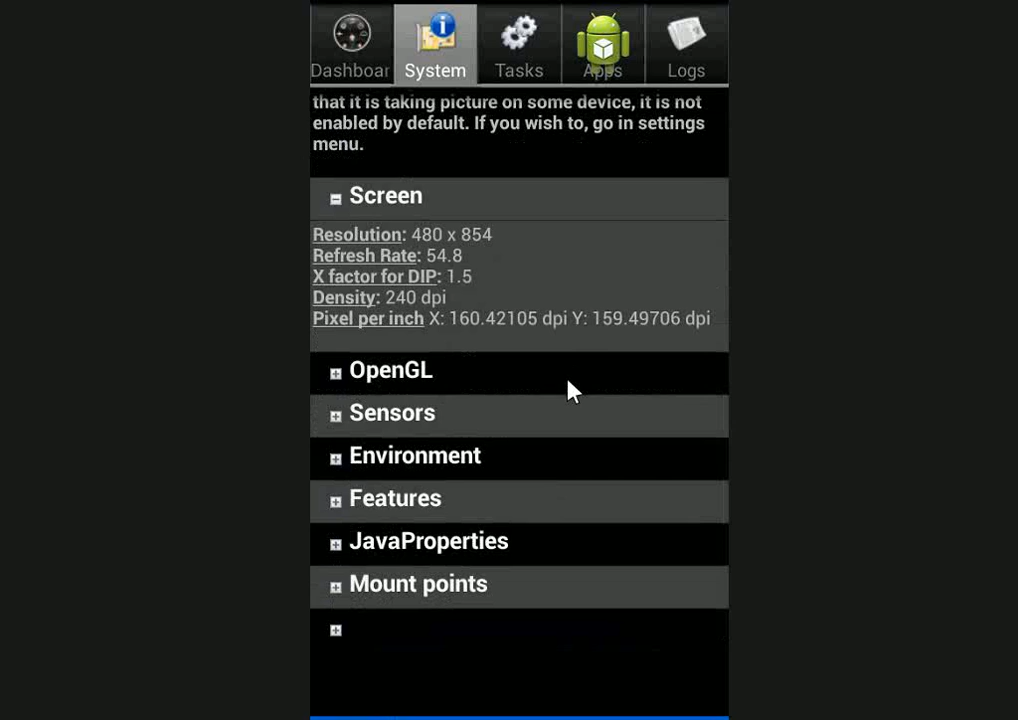 Dashboar
System
Tasks
Apps
Logs
that it is taking picture on some device, it is not
enabled by default. If you wish to, go in settings
menu.
Screen
Resolution: 480 x 854
Refresh Rate: 54.8
X factor for DIP: 1.5
Density: 240 dpi
Pixel per inch X: 160.42105 dpi Y: 159.49706 dpi
OpenGL
Sensors
Environment
Features
JavaProperties
Mount points